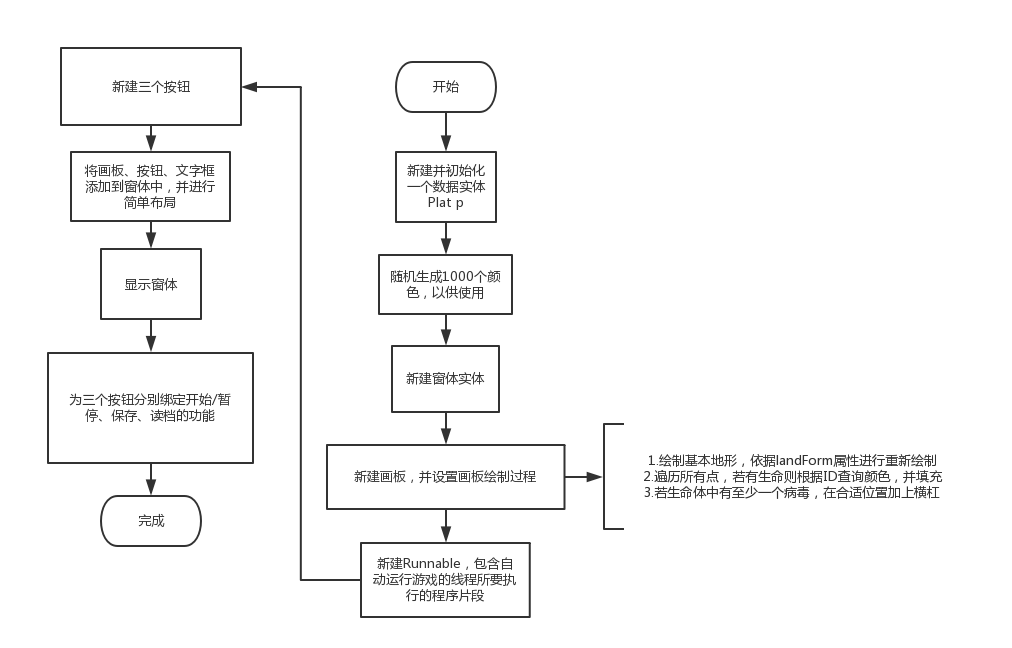 开始
新建并初始化
一个数据实体
Plat p
随机生成1000个颜
色，以供使用
新建窗体实体
新建画板，并设置画板绘制过程
1.绘制基本地形，依据landForm属性进行重新绘制
2.遍历所有点，若有生命则根据ID查询颜色，并填充
3.若生命体中有至少一个病毒，在合适位置加上横杠
新建Runnable，包含自
动运行游戏的线程所要执
行的程序片段
新建三个按钮
将画板、按钮、文字框
添加到窗体中，并进行
简单布局
显示窗体
为三个按钮分别绑定开始/暂
停、保存、读档的功能
完成